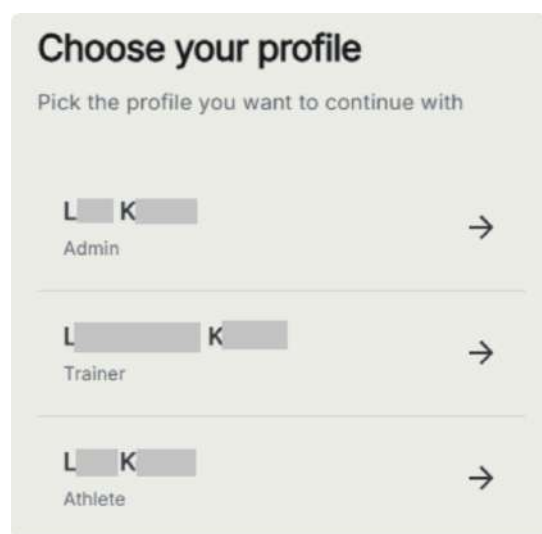 Choose your profile
Pick the profile you want to continue with
L K
Admin
L K
Trainer
L K
Athlete